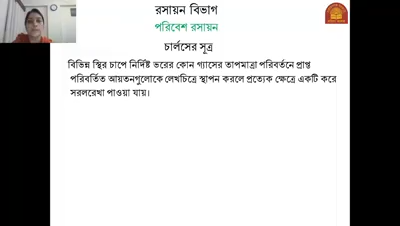 রসায়ন বিভাগ
পরিবেশ রসায়ন
চার্লসের সূত্র
বিভিন্ন স্থির চাপে নির্দিষ্ট ভরের কোন গ্যাসের তাপমাত্রা পরিবর্তনে প্রাপ্ত
পরিবর্তিত আয়তনগুলোকে লেখচিত্রে স্থাপন করলে প্রত্যেক ক্ষেত্রে একটি করে
সরলরেখা পাওয়া যায়।